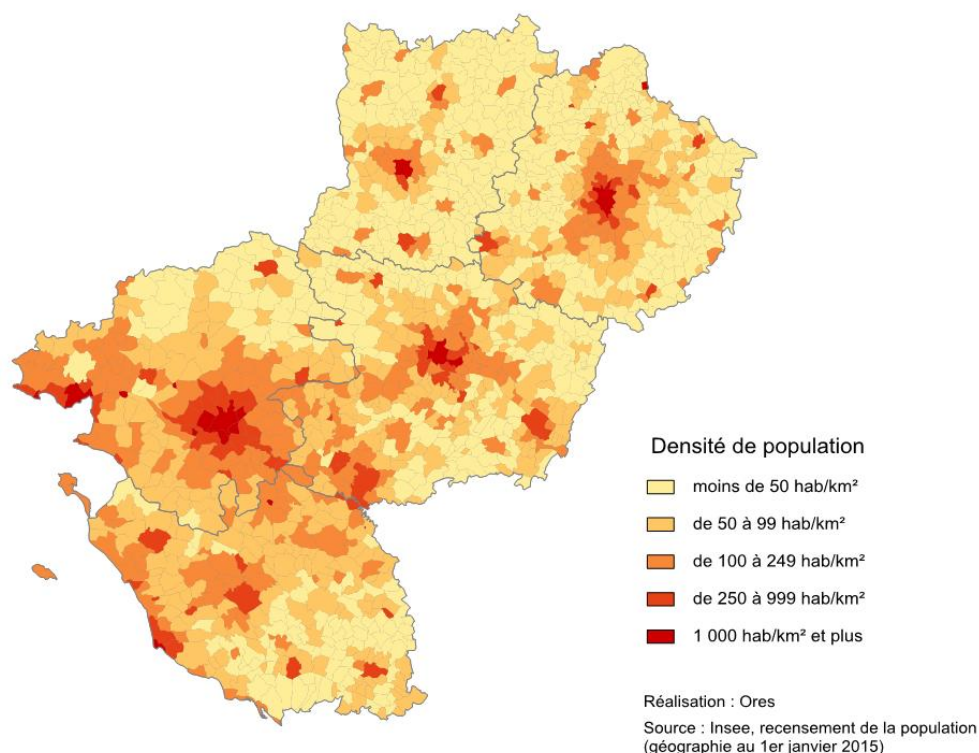 Densité de population
moins de 50 hab/km²
de 50 à 99 hab/km²
de 100 à 249 hab/km²
de 250 à 999 hab/km²
1 000 hab/km² et plus
Réalisation : Ores
Source : Insee, recensement de la population
(géographie au 1er janvier 2015)